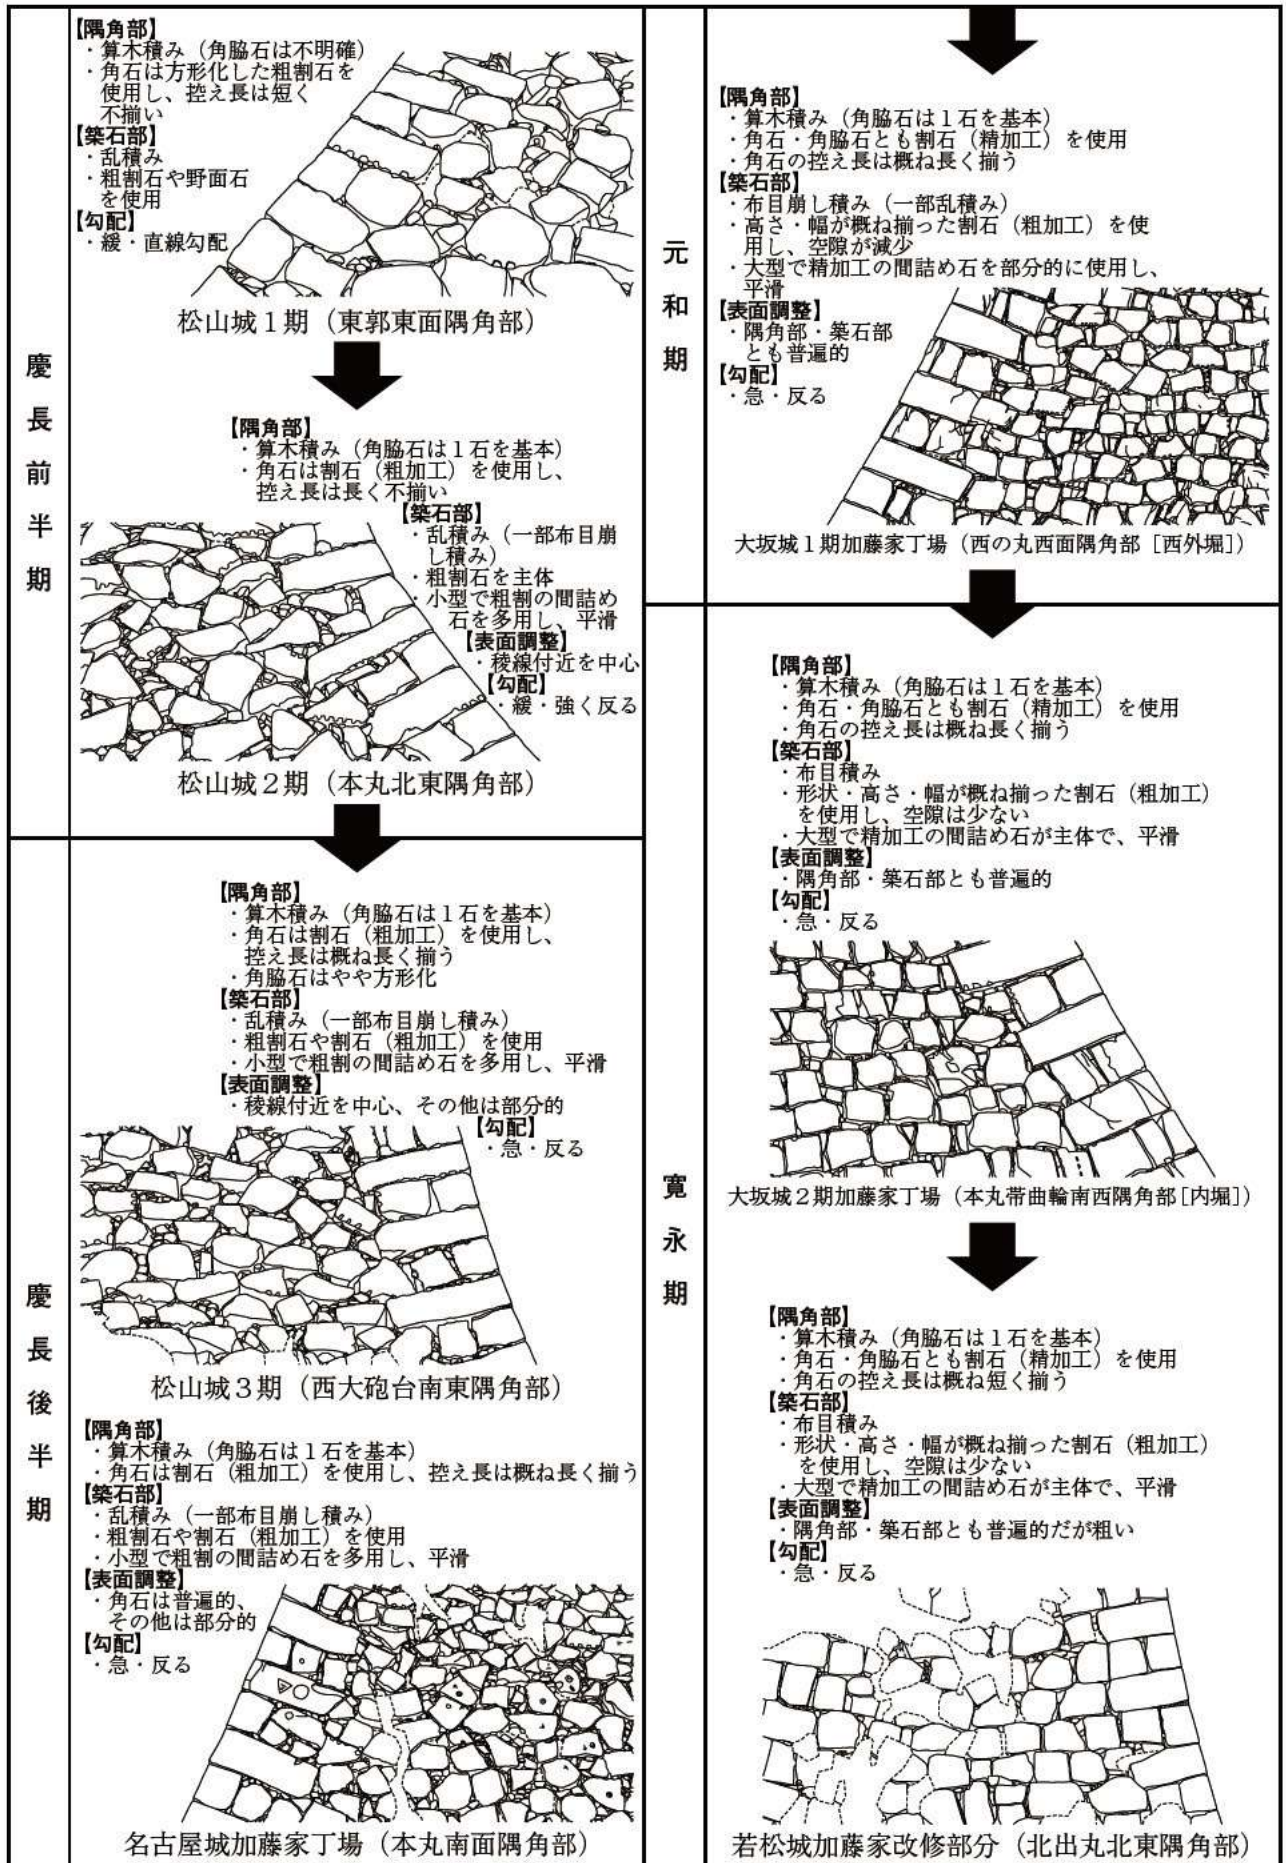 慶長前半期
【隅角部】
・算木積み（角脇石は不明確）
・角石は方形化した粗割石を
使用し、控え長は短く
不揃い
【築石部】
・乱積み
・粗割石や野面石
を使用
【勾配】
・緩・直線勾配
松山城１期（東郭東面隅角部）
【隅角部】
・算木積み（角脇石は１石を基本）
・角石は割石（粗加工）を使用し、
控え長は長く不揃い
【築石部】
・乱積み（一部布目崩
し積み）
・粗割石を主体
・小型で粗割の間詰め
石を多用し、平滑
【表面調整】
・稜線付近を中心
【勾配】
・緩・強く反る
松山城２期（本丸北東隅角部）
慶長後半期
【隅角部】
・算木積み（角脇石は１石を基本）
・角石は割石（粗加工）を使用し、
控え長は概ね長く揃う
・角脇石はやや方形化
【築石部】
・乱積み（一部布目崩し積み）
・粗割石や割石（粗加工）を使用
・小型で粗割の間詰め石を多用し、平滑
【表面調整】
・稜線付近を中心、その他は部分的
【勾配】
・急・反る
松山城３期（西大砲台南東隅角部）
【隅角部】
・算木積み（角脇石は１石を基本）
・角石は割石（粗加工）を使用し、控え長は概ね長く揃う
【築石部】
・乱積み（一部布目崩し積み）
・粗割石や割石（粗加工）を使用
・小型で粗割の間詰め石を多用し、平滑
【表面調整】
・角石は普遍的、
その他は部分的
【勾配】
・急・反る
名古屋城加藤家丁場（本丸南面隅角部）
元和期
【隅角部】
・算木積み（角脇石は１石を基本）
・角石・角脇石とも割石（精加工）を使用
・角石の控え長は概ね長く揃う
【築石部】
・布目崩し積み（一部乱積み）
・高さ・幅が概ね揃った割石（粗加工）を使
用し、空隙が減少
・大型で精加工の間詰め石を部分的に使用し、
平滑
【表面調整】
・隅角部・築石部
とも普遍的
【勾配】
・急・反る
大坂城１期加藤家丁場（西の丸西面隅角部［西外堀］）
寛永期
【隅角部】
・算木積み（角脇石は１石を基本）
・角石・角脇石とも割石（精加工）を使用
・角石の控え長は概ね長く揃う
【築石部】
・布目積み
・形状・高さ・幅が概ね揃った割石（粗加工）
を使用し、空隙は少ない
・大型で精加工の間詰め石が主体で、平滑
【表面調整】
・隅角部・築石部とも普遍的
【勾配】
・急・反る
大坂城２期加藤家丁場（本丸帯曲輪南西隅角部［内堀］）
【隅角部】
・算木積み（角脇石は１石を基本）
・角石・角脇石とも割石（精加工）を使用
・角石の控え長は概ね短く揃う
【築石部】
・布目積み
・形状・高さ・幅が概ね揃った割石（粗加工）
を使用し、空隙は少ない
・大型で精加工の間詰め石が主体で、平滑
【表面調整】
・隅角部・築石部とも普遍的だが粗い
【勾配】
・急・反る
若松城加藤家改修部分（北出丸北東隅角部）